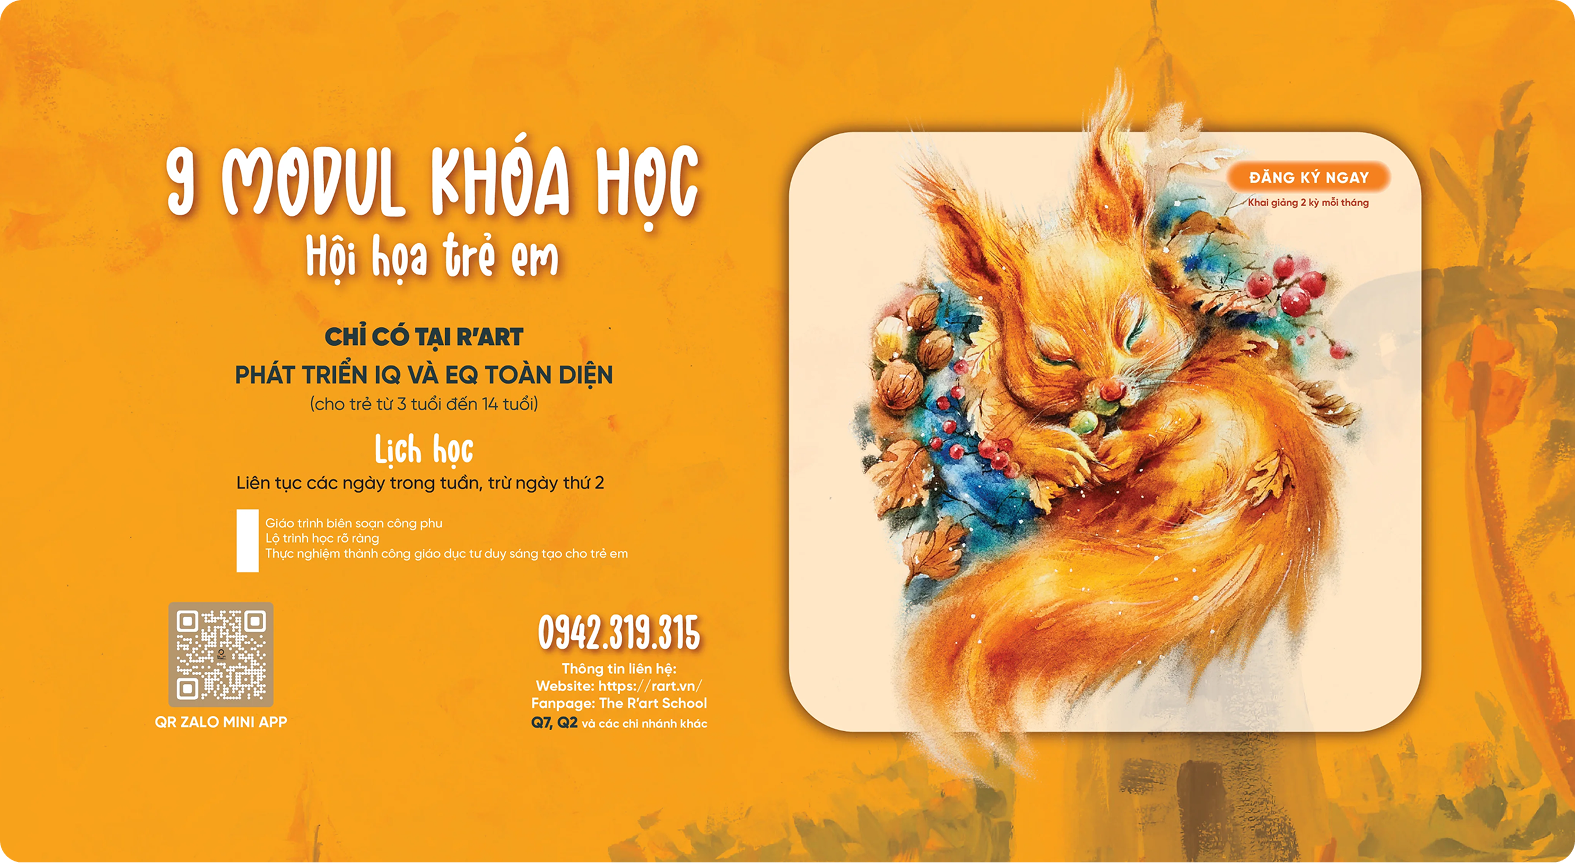 9 MODUL KHÓA HỌC
Hội họa trẻ em
CHỈ CÓ TẠI R'ART
PHÁT TRIỂN IQ VÀ EQ TOÀN DIỆN
(cho trẻ từ 3 tuổi đến 14 tuổi)
Lịch học
Liên tục các ngày trong tuần, trừ ngày thứ 2
Giáo trình biên soạn công phu
Lộ trình học rõ ràng
Thực nghiệm thành công giáo dục tư duy sáng tạo cho trẻ em
QR ZALO MINI APP
0942.319.315
Thông tin liên hệ:
Website: https://rart.vn/
Fanpage: The R'art School
Q7, Q2 và các chi nhánh khác
ĐĂNG KÝ NGAY
Khai giảng 2 kỳ mỗi tháng